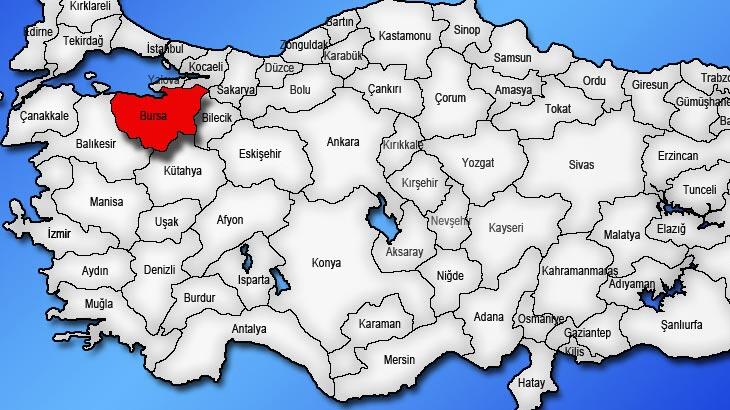 Kırklareli
Edirne
Tekirdağ
İstanbul
Kocaeli
Yalova
Sakarya
Düzce
Zonguldak
Bartın
Karabük
Kastamonu
Sinop
Samsun
Bolu
Çankırı
Çorum
Amasya
Ordu
Giresun
Tokat
Gümüşhane
Çanakkale
Bursa
Bilecik
Balıkesir
Eskişehir
Ankara
Kırıkkale
Yozgat
Sivas
Erzincan
Kütahya
Kırşehir
Tunceli
Manisa
Uşak
Afyon
Nevşehir
Kayseri
Malatya
Elazığ
İzmir
Aksaray
Konya
Aydın
Denizli
Isparta
Niğde
Kahramanmaraş
Adıyaman
Muğla
Burdur
Antalya
Karaman
Adana
Osmaniye
Gaziantep
Şanlıurfa
Kilis
Mersin
Hatay